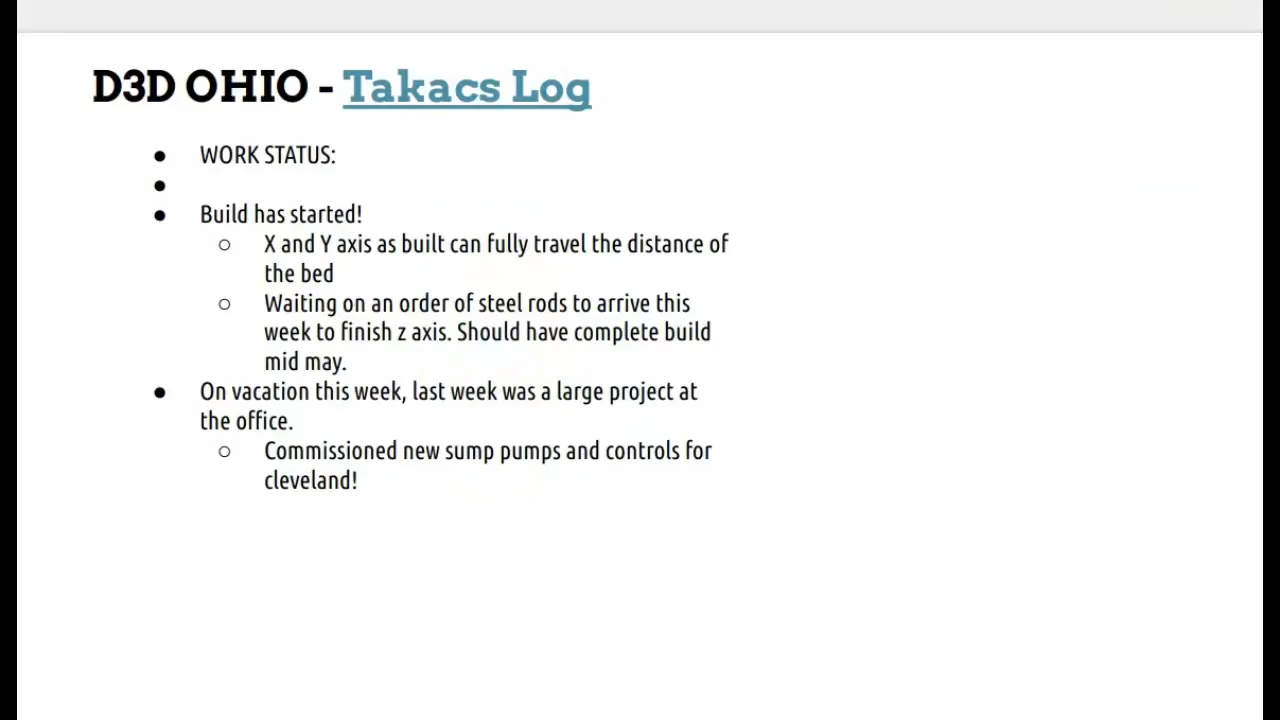 D3D OHIO - Takacs Log
● WORK STATUS:
●
● Build has started!
○ X and Y axis as built can fully travel the distance of
the bed
○ Waiting on an order of steel rods to arrive this
week to finish z axis. Should have complete build
mid may.
● On vacation this week, last week was a large project at
the office.
○ Commissioned new sump pumps and controls for
cleveland!